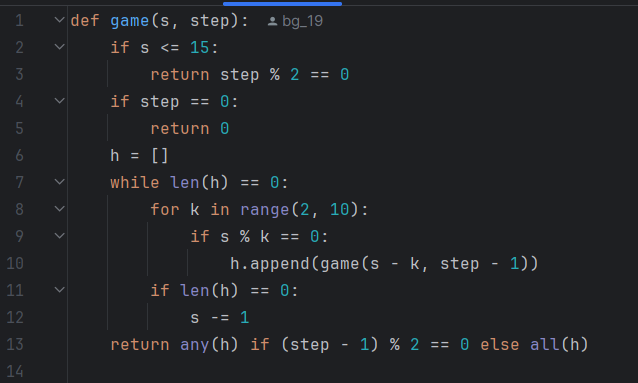 1 def game(s, step): bg_19
2     if s <= 15:
3         return step % 2 == 0
4     if step == 0:
5         return 0
6     h = []
7     while len(h) == 0:
8         for k in range(2, 10):
9             if s % k == 0:
10                 h.append(game(s - k, step - 1))
11         if len(h) == 0:
12             s -= 1
13     return any(h) if (step - 1) % 2 == 0 else all(h)
14